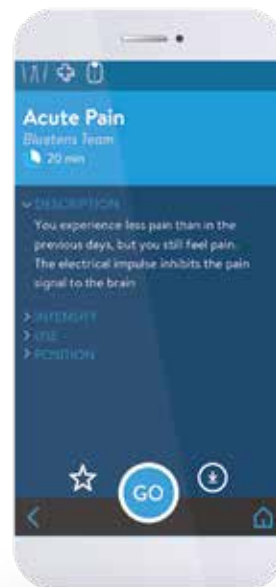 Acute Pain
Bluetens Team
20 min
DESCRIPTION
You experience less pain than in the
previous days, but you still feel pain
The electrical impulse inhibits the pain
signal to the brain
INTENSITY
USE
POSITION
GO